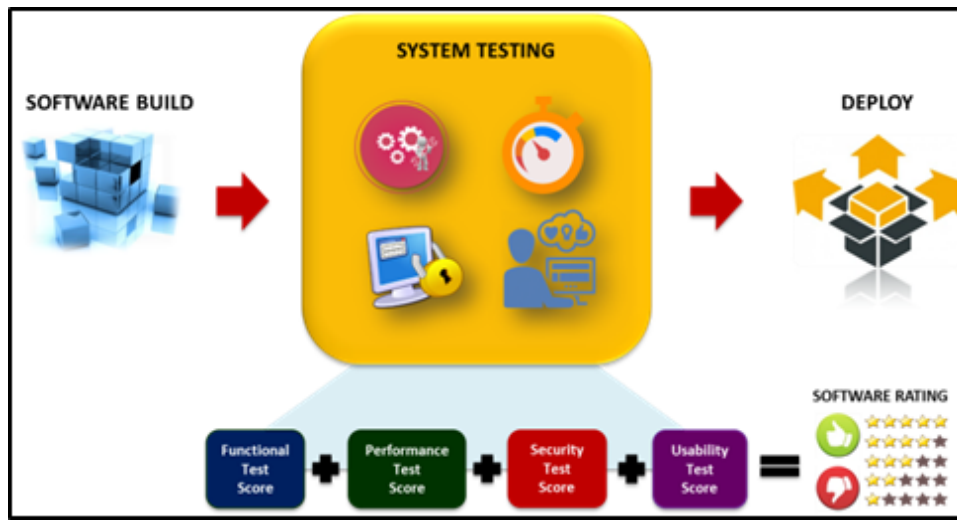 SYSTEM TESTING
SOFTWARE BUILD
DEPLOY
SOFTWARE RATING
Functional
Test
Score
Performance
Test
Score
Security
Test
Score
Usability
Test
Score